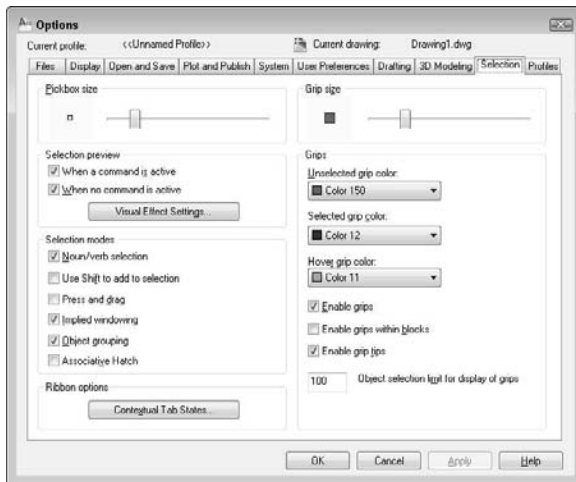 Options
Current profile: <<Unnamed Profile>> Current drawing: Drawing1.dwg
Files Display Open and Save Plot and Publish System User Preferences Drafting 3D Modeling Selection Profiles
Pickbox size
Grip size
Selection preview
When a command is active
When no command is active
Visual Effect Settings...
Selection modes
Noun/verb selection
Use Shift to add to selection
Press and drag
Implied windowing
Object grouping
Associative Hatch
Ribbon options
Contextual Tab States...
Grips
Unselected grip color:
Color 150
Selected grip color:
Color 12
Hover grip color:
Color 11
Enable grips
Enable grips within blocks
Enable grip tips
100 Object selection limit for display of grips
OK Cancel Apply Help